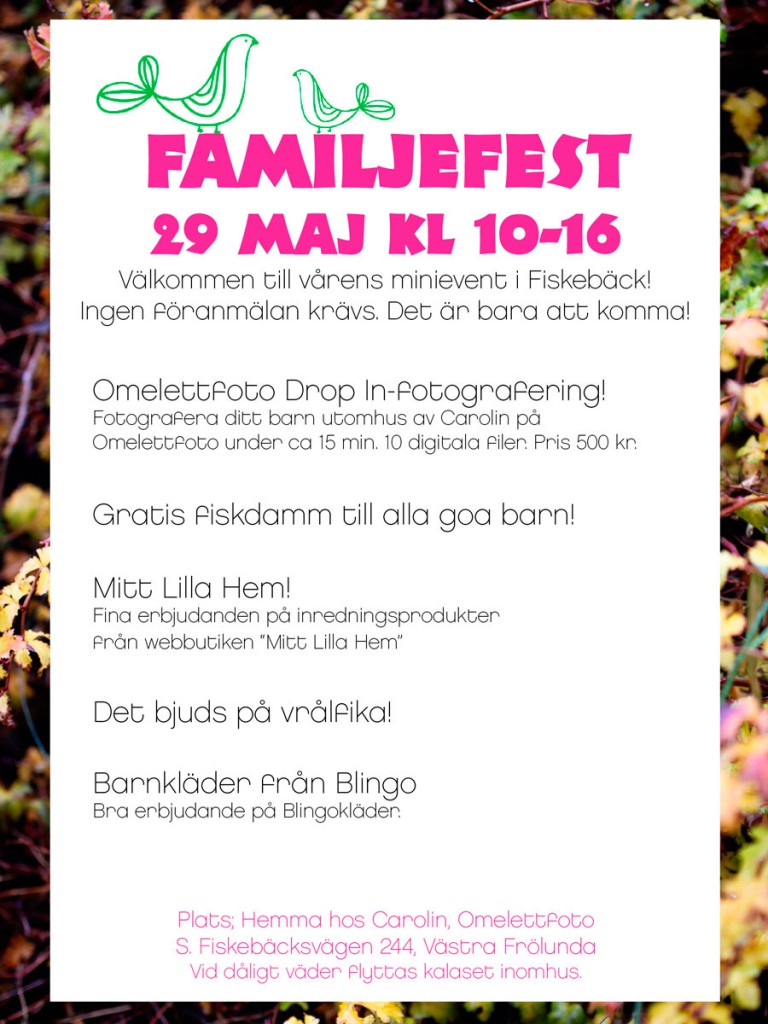 FAMILJEFEST
29 MAJ KL 10-16
Välkommen till vårens minievent i Fiskebäck!
Ingen föranmälan krävs. Det är bara att komma!
Omelettfoto Drop In-fotografering!
Fotografera ditt barn utomhus av Carolin på
Omelettfoto under ca 15 min. 10 digitala filer. Pris 500 kr.
Gratis fiskdamm till alla goa barn!
Mitt Lilla Hem!
Fina erbjudanden på inredningsprodukter
från webbutiken "Mitt Lilla Hem"
Det bjuds på vrålfika!
Barnkläder från Blingo
Bra erbjudande på Blingokläder.
Plats; Hemma hos Carolin, Omelettfoto
S. Fiskebäcksvägen 244, Västra Frölunda
Vid dåligt väder flyttas kalaset inomhus.